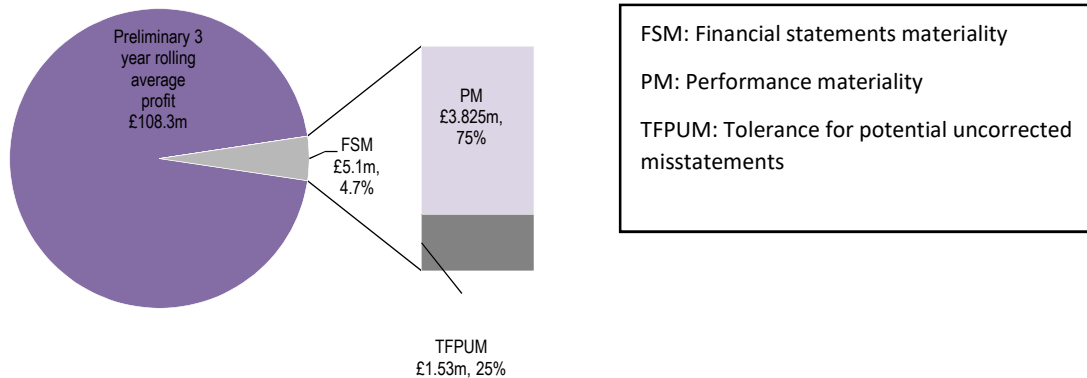 Preliminary 3
year rolling
average
profit
£108.3m
FSM
£5.1m,
4.7%
PM
£3.825m,
75%
TFPUM
£1.53m, 25%
FSM: Financial statements materiality
PM: Performance materiality
TFPUM: Tolerance for potential uncorrected
misstatements